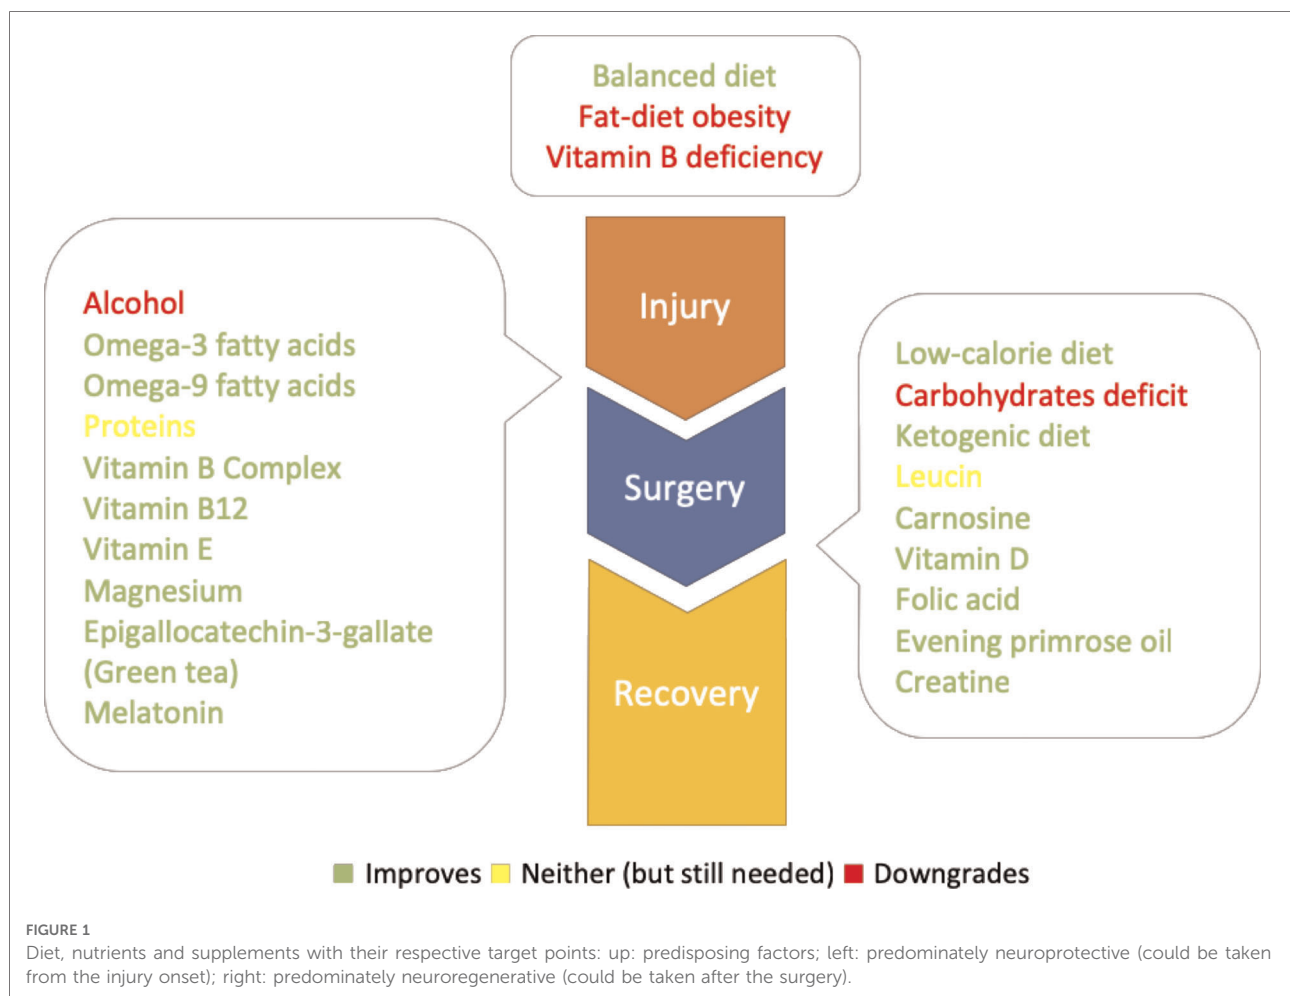 Balanced diet
Fat-diet obesity
Vitamin B deficiency
Alcohol
Omega-3 fatty acids
Omega-9 fatty acids
Proteins
Vitamin B Complex
Vitamin B12
Vitamin E
Magnesium
Epigallocatechin-3-gallate
(Green tea)
Melatonin
Injury
Surgery
Recovery
Low-calorie diet
Carbohydrates deficit
Ketogenic diet
Leucin
Carnosine
Vitamin D
Folic acid
Evening primrose oil
Creatine
Improves Neither (but still needed) Downgrades
FIGURE 1
Diet, nutrients and supplements with their respective target points: up: predisposing factors; left: predominately neuroprotective (could be taken
from the injury onset); right: predominately neuroregenerative (could be taken after the surgery).